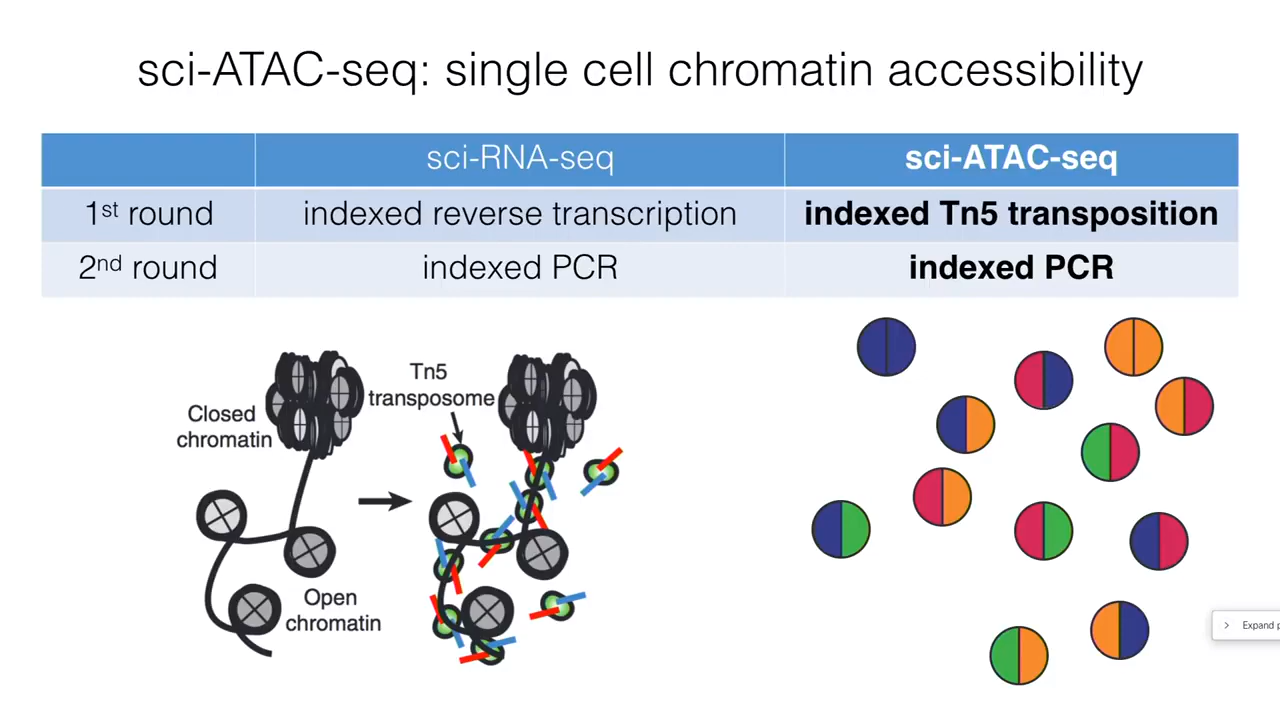 sci-ATAC-seq: single cell chromatin accessibility
sci-RNA-seq
sci-ATAC-seq
1st round
indexed reverse transcription
indexed Tn5 transposition
2nd round
indexed PCR
indexed PCR
Closed
chromatin
Tn5
transposome
Open
chromatin
Expand p